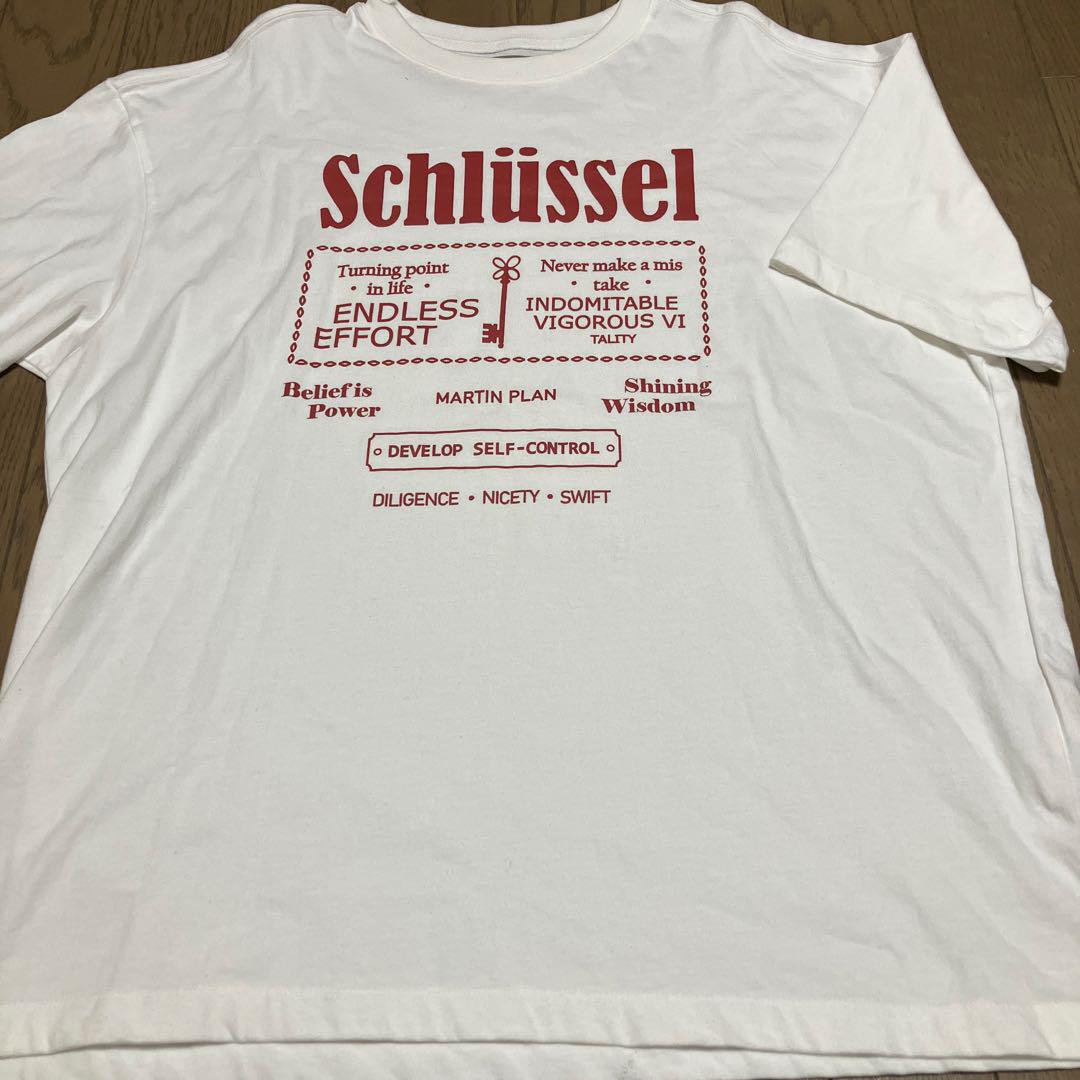 Schlüssel
Turning point
• in life •
ENDLESS
EFFORT
Never make a mis
• take •
INDOMITABLE
VIGOROUS VI
TALITY
Belief is
Power
MARTIN PLAN
Shining
Wisdom
DEVELOP SELF-CONTROL
DILIGENCE • NICETY • SWIFT